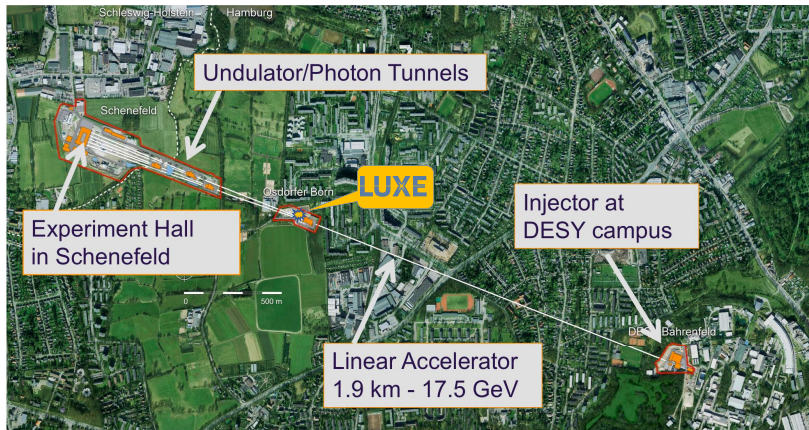 Schleswig-Holstein
Hamburg
Undulator/Photon Tunnels
Schenefeld
Osdorfer Born
LUXE
Experiment Hall
in Schenefeld
Injector at
DESY campus
0
500 m
DESY-Bahrenfeld
Linear Accelerator
1.9 km - 17.5 GeV